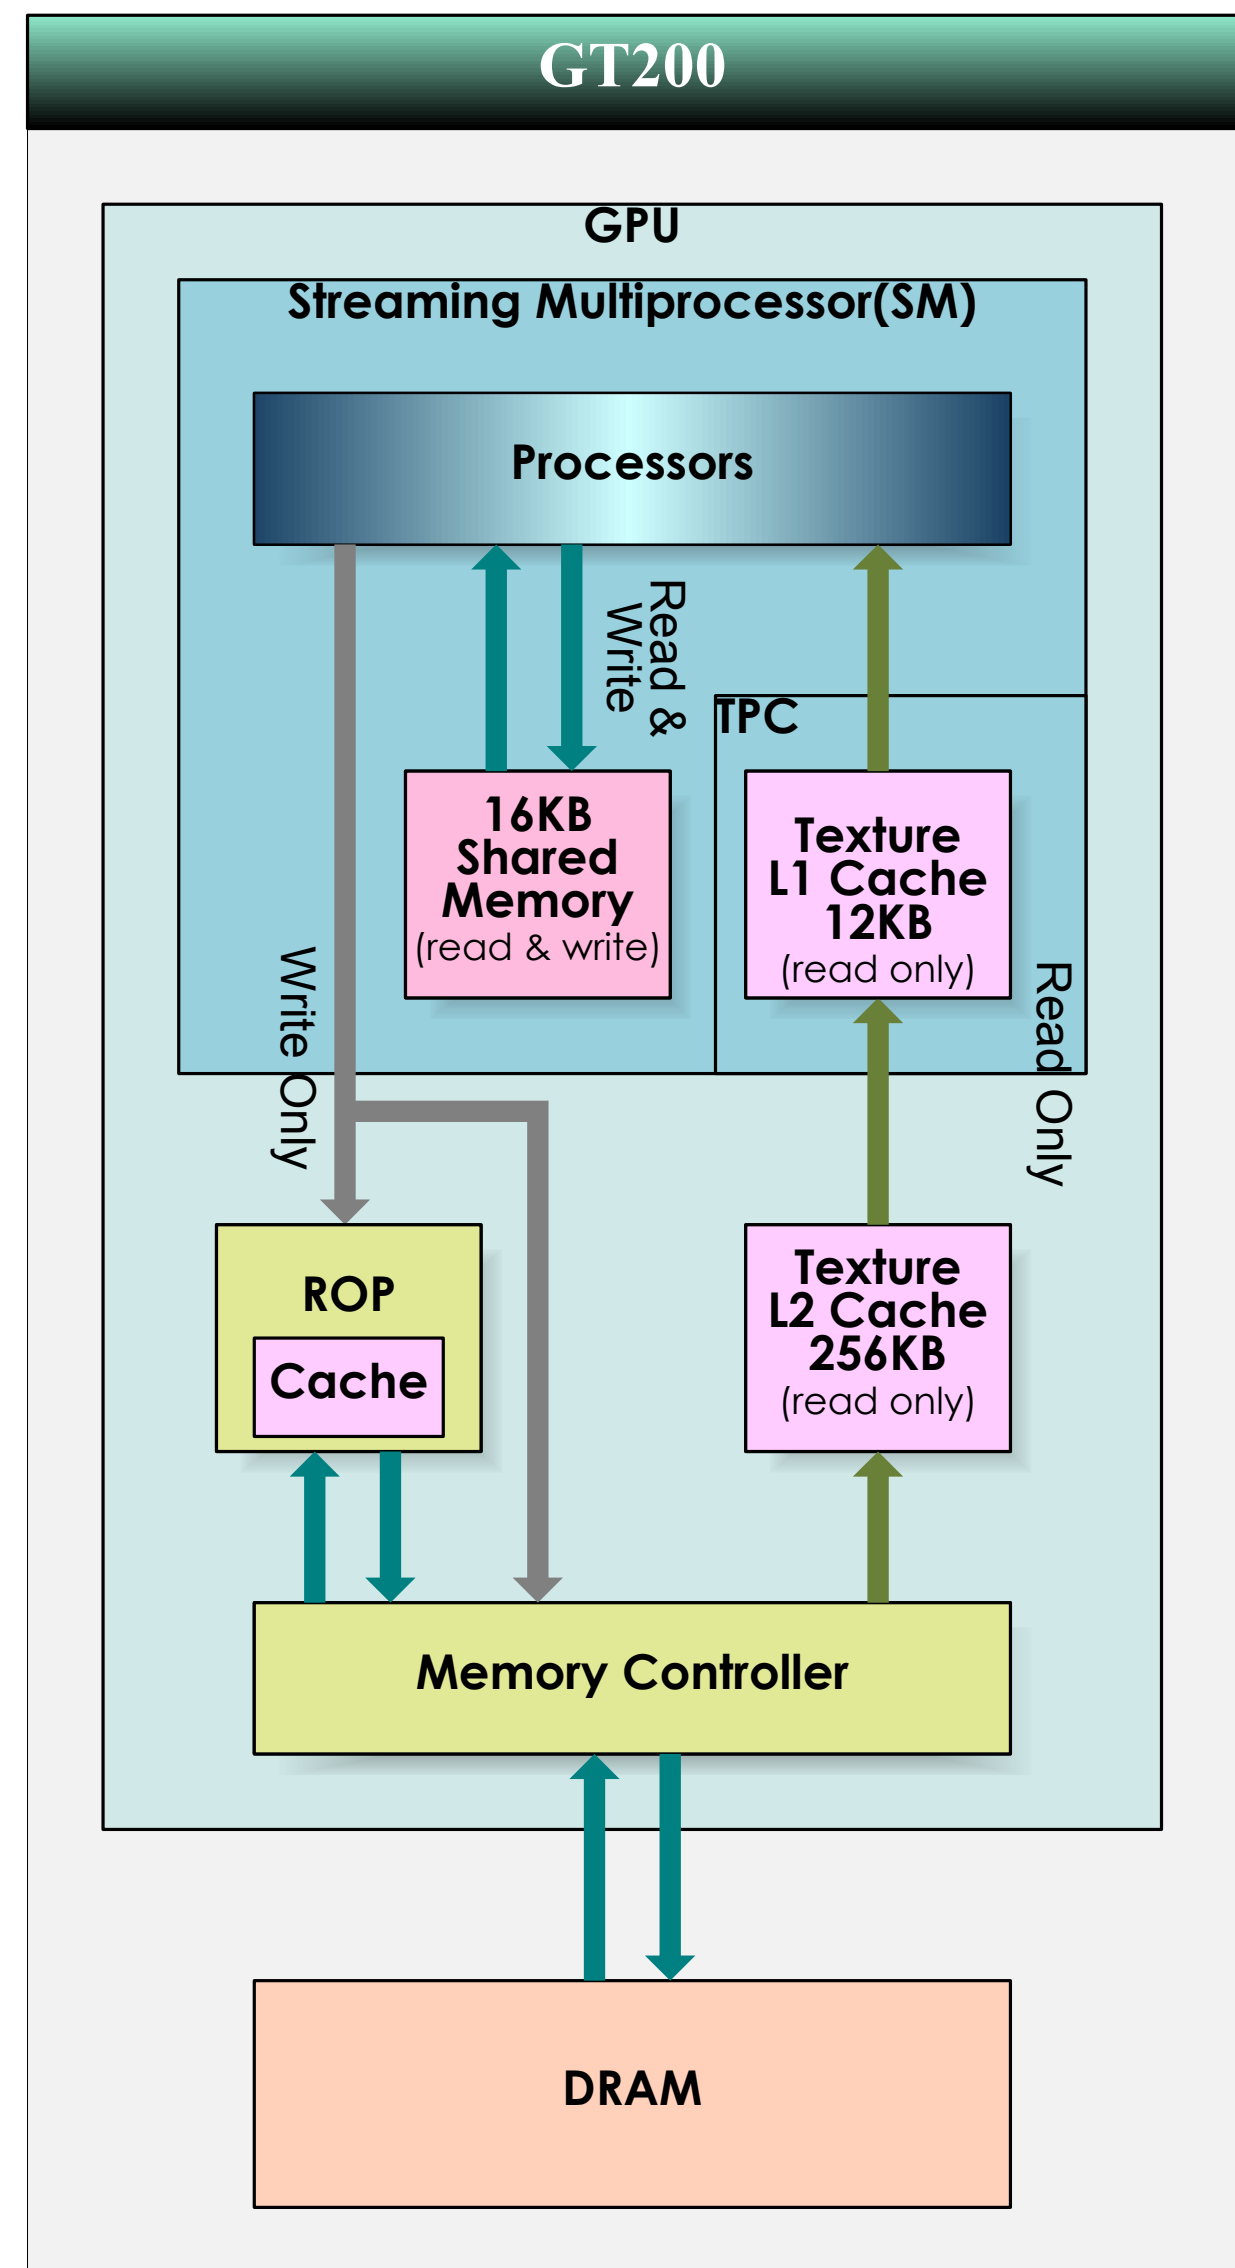 GT200
GPU
Streaming Multiprocessor(SM)
Processors
Read &
Write
TPC
16KB
Shared
Memory
(read & write)
Texture
L1 Cache
12KB
(read only)
Write Only
Read Only
ROP
Cache
Texture
L2 Cache
256KB
(read only)
Memory Controller
DRAM